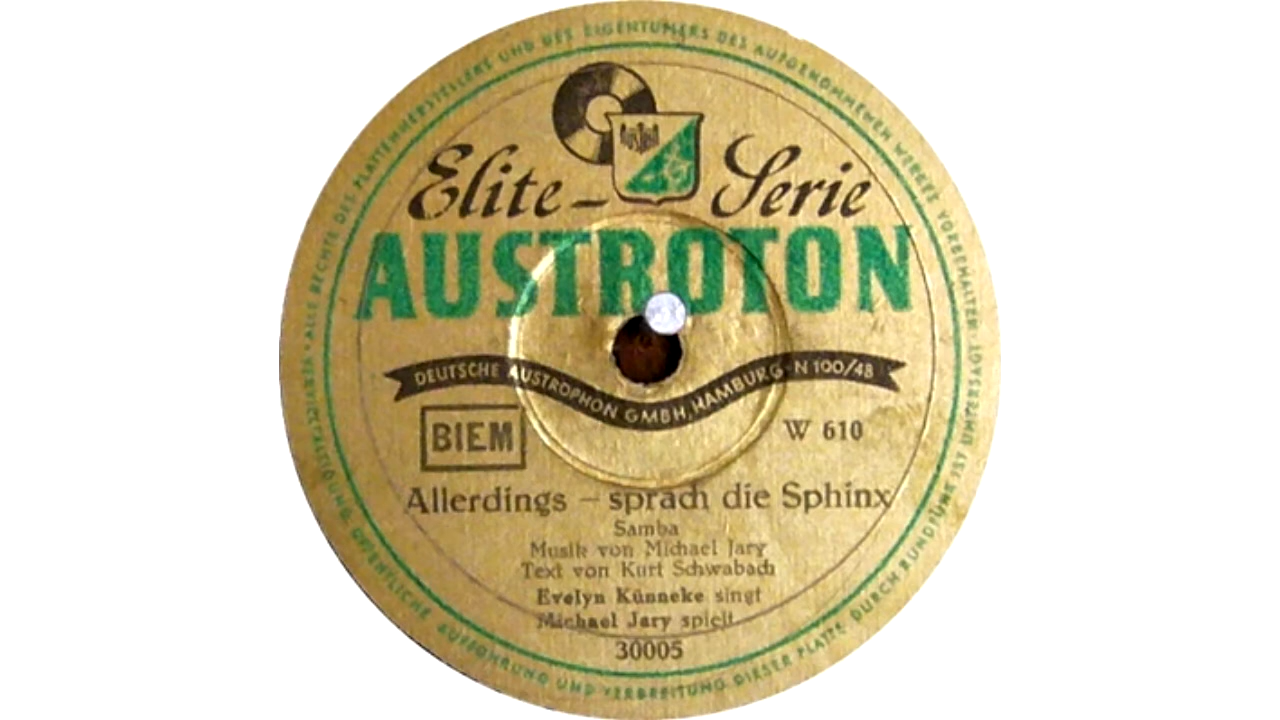 ALLE RECHTE DES PLATTENHERSTELLERS UND DES EIGENTÜMERS DES AUFGENOMMENEN WERKES VORBEHALTEN
UNTERSAGT
ÖFFENTLICHE AUFFÜHRUNG UND VERBREITUNG DIESER PLATTE DURCH RUNDFUNK IST
Elite-Serie
AUSTROTON
DEUTSCHE AUSTROPHON GMBH, HAMBURG - N 100/48
BIEM
W 610
Allerdings – sprach die Sphinx
Samba
Musik von Michael Jary
Text von Kurt Schwabach
Evelyn Künneke singt
Michael Jary spielt
30005